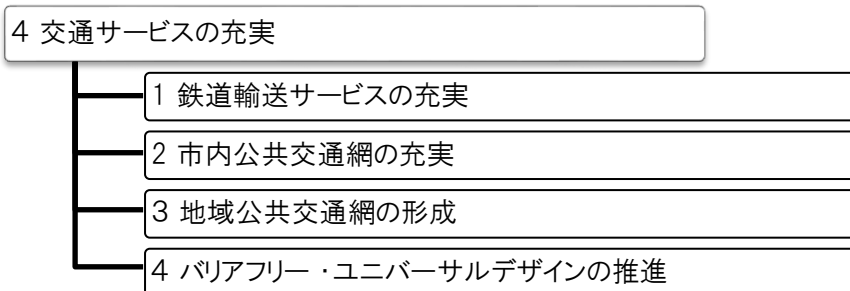 4 交通サービスの充実
1 鉄道輸送サービスの充実
2 市内公共交通網の充実
3 地域公共交通網の形成
4 バリアフリー・ユニバーサルデザインの推進